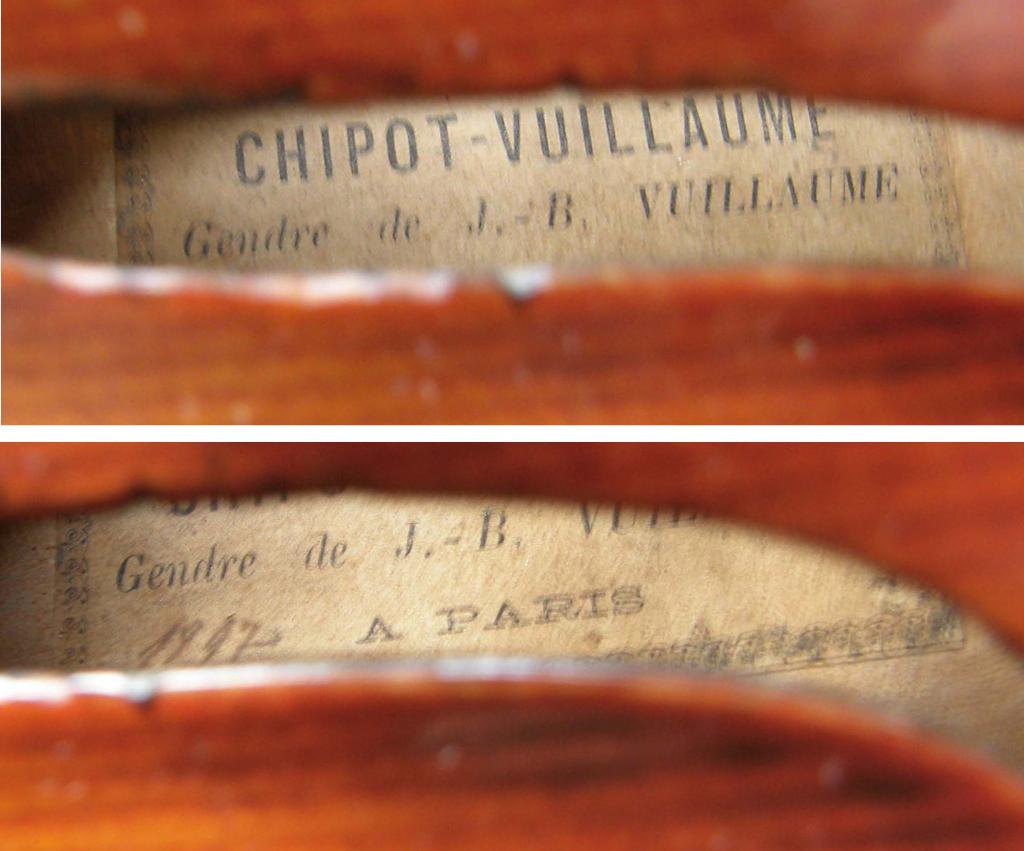 CHIPOT-VUILLAUME
Gendre de J.-B. VUILLAUME
Gendre de J.-B.
A PARIS